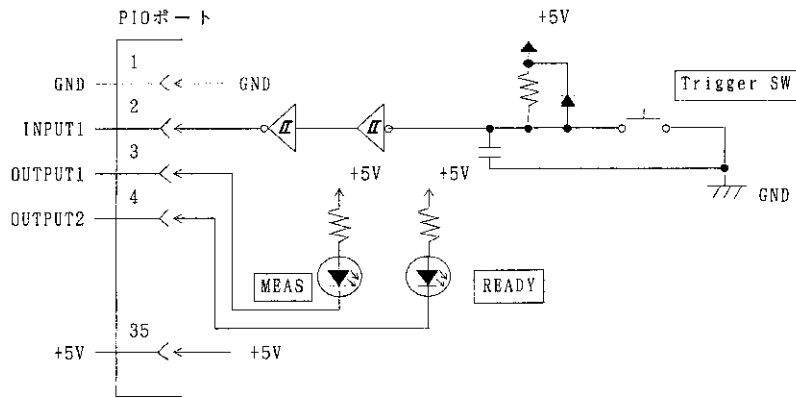 PIOポート
+5V
1
GND
GND
Trigger SW
2
INPUT1
3
OUTPUT1
+5V
+5V
4
GND
OUTPUT2
MEAS
READY
35
+5V
+5V